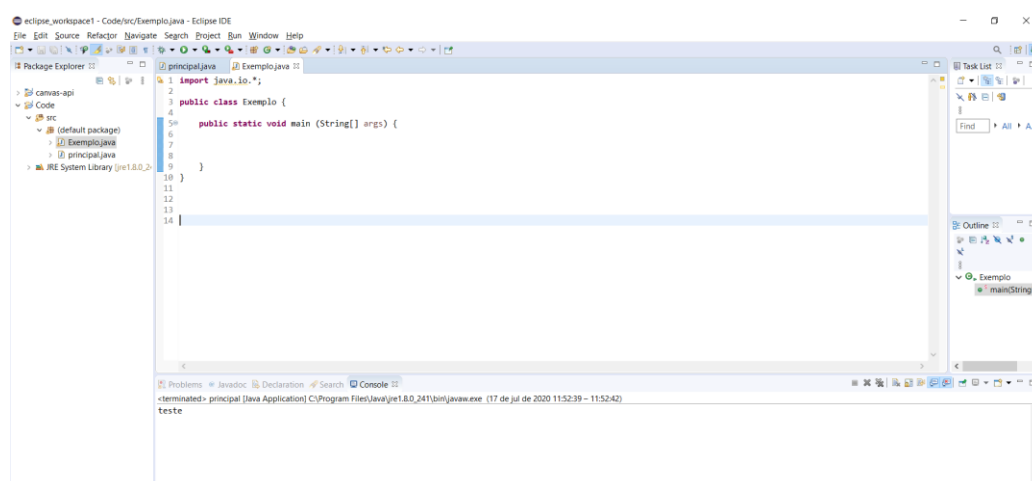 eclipse_workspace1 - Code/src/Exemplo.java - Eclipse IDE
File Edit Source Refactor Navigate Search Project Run Window Help
Package Explorer
canvas-api
Code
src
(default package)
Exemplo.java
principal.java
JRE System Library [jre1.8.0_2
principal.java Exemplo.java
1 import java.io.*;
2
3 public class Exemplo {
4
5 public static void main (String[] args) {
6
7
8
9 }
10 }
11
12
13
14
Task List
Find All A
Outline
Exemplo
main(String
Problems Javadoc Declaration Search Console
<terminated> principal [Java Application] C:\Program Files\Java\jre1.8.0_241\bin\javaw.exe (17 de jul de 2020 11:52:39 – 11:52:42)
teste